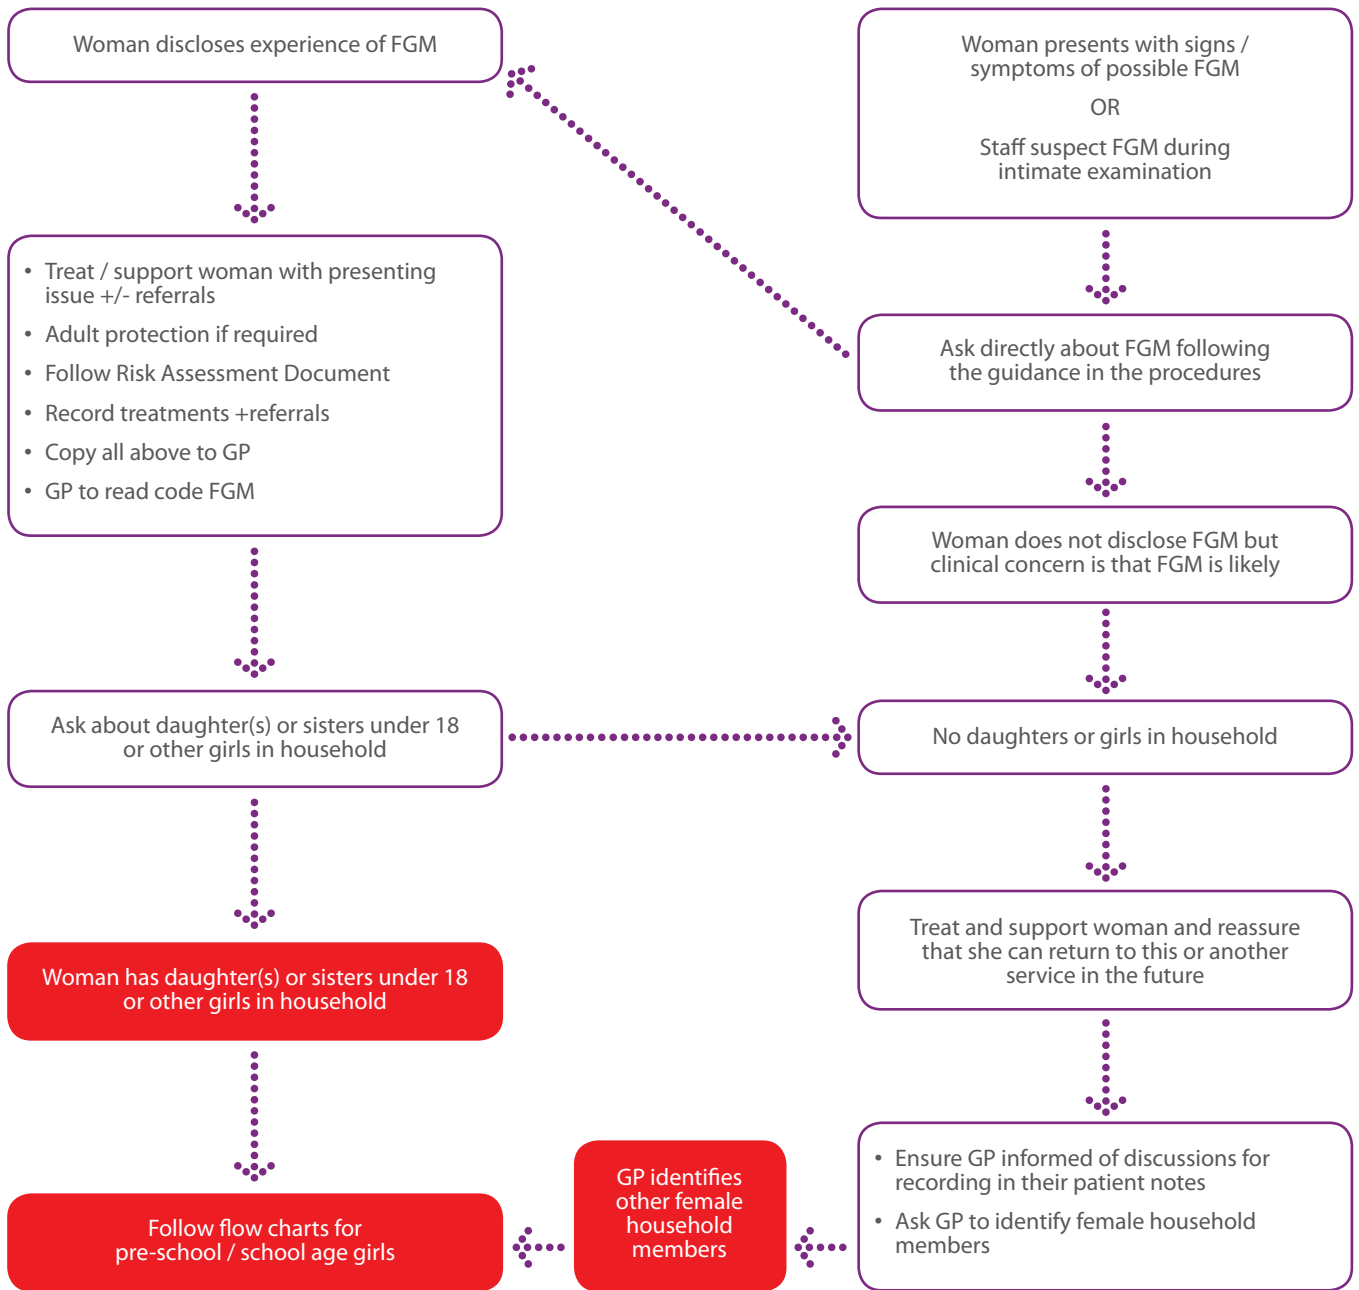 Woman discloses experience of FGM
Woman presents with signs /
symptoms of possible FGM
OR
Staff suspect FGM during
intimate examination
• Treat / support woman with presenting
issue +/- referrals
• Adult protection if required
• Follow Risk Assessment Document
• Record treatments +referrals
• Copy all above to GP
• GP to read code FGM
Ask directly about FGM following
the guidance in the procedures
Woman does not disclose FGM but
clinical concern is that FGM is likely
Ask about daughter(s) or sisters under 18
or other girls in household
No daughters or girls in household
Woman has daughter(s) or sisters under 18
or other girls in household
Treat and support woman and reassure
that she can return to this or another
service in the future
Follow flow charts for
pre-school / school age girls
GP identifies
other female
household
members
• Ensure GP informed of discussions for
recording in their patient notes
• Ask GP to identify female household
members